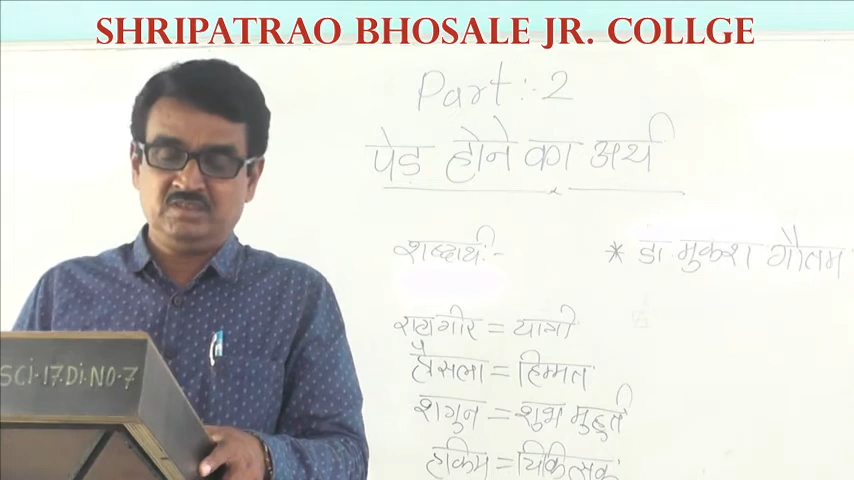 SHRIPATRAO BHOSALE JR. COLLGE
Part:-2
पेड़ होने का अर्थ
शब्दार्थ:-
* डा मुकेश गौतम
राहगीर = यात्री
हौसला = हिम्मत
शगुन = शुभ मुहुर्त
हकिम = चिकित्सक
SCI-17.DI.NO-7